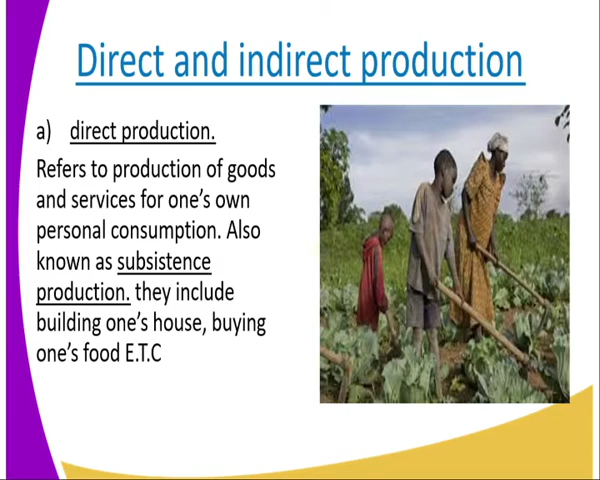 Direct and indirect production
a) direct production.
Refers to production of goods
and services for one's own
personal consumption. Also
known as subsistence
production. they include
building one's house, buying
one's food E.T.C